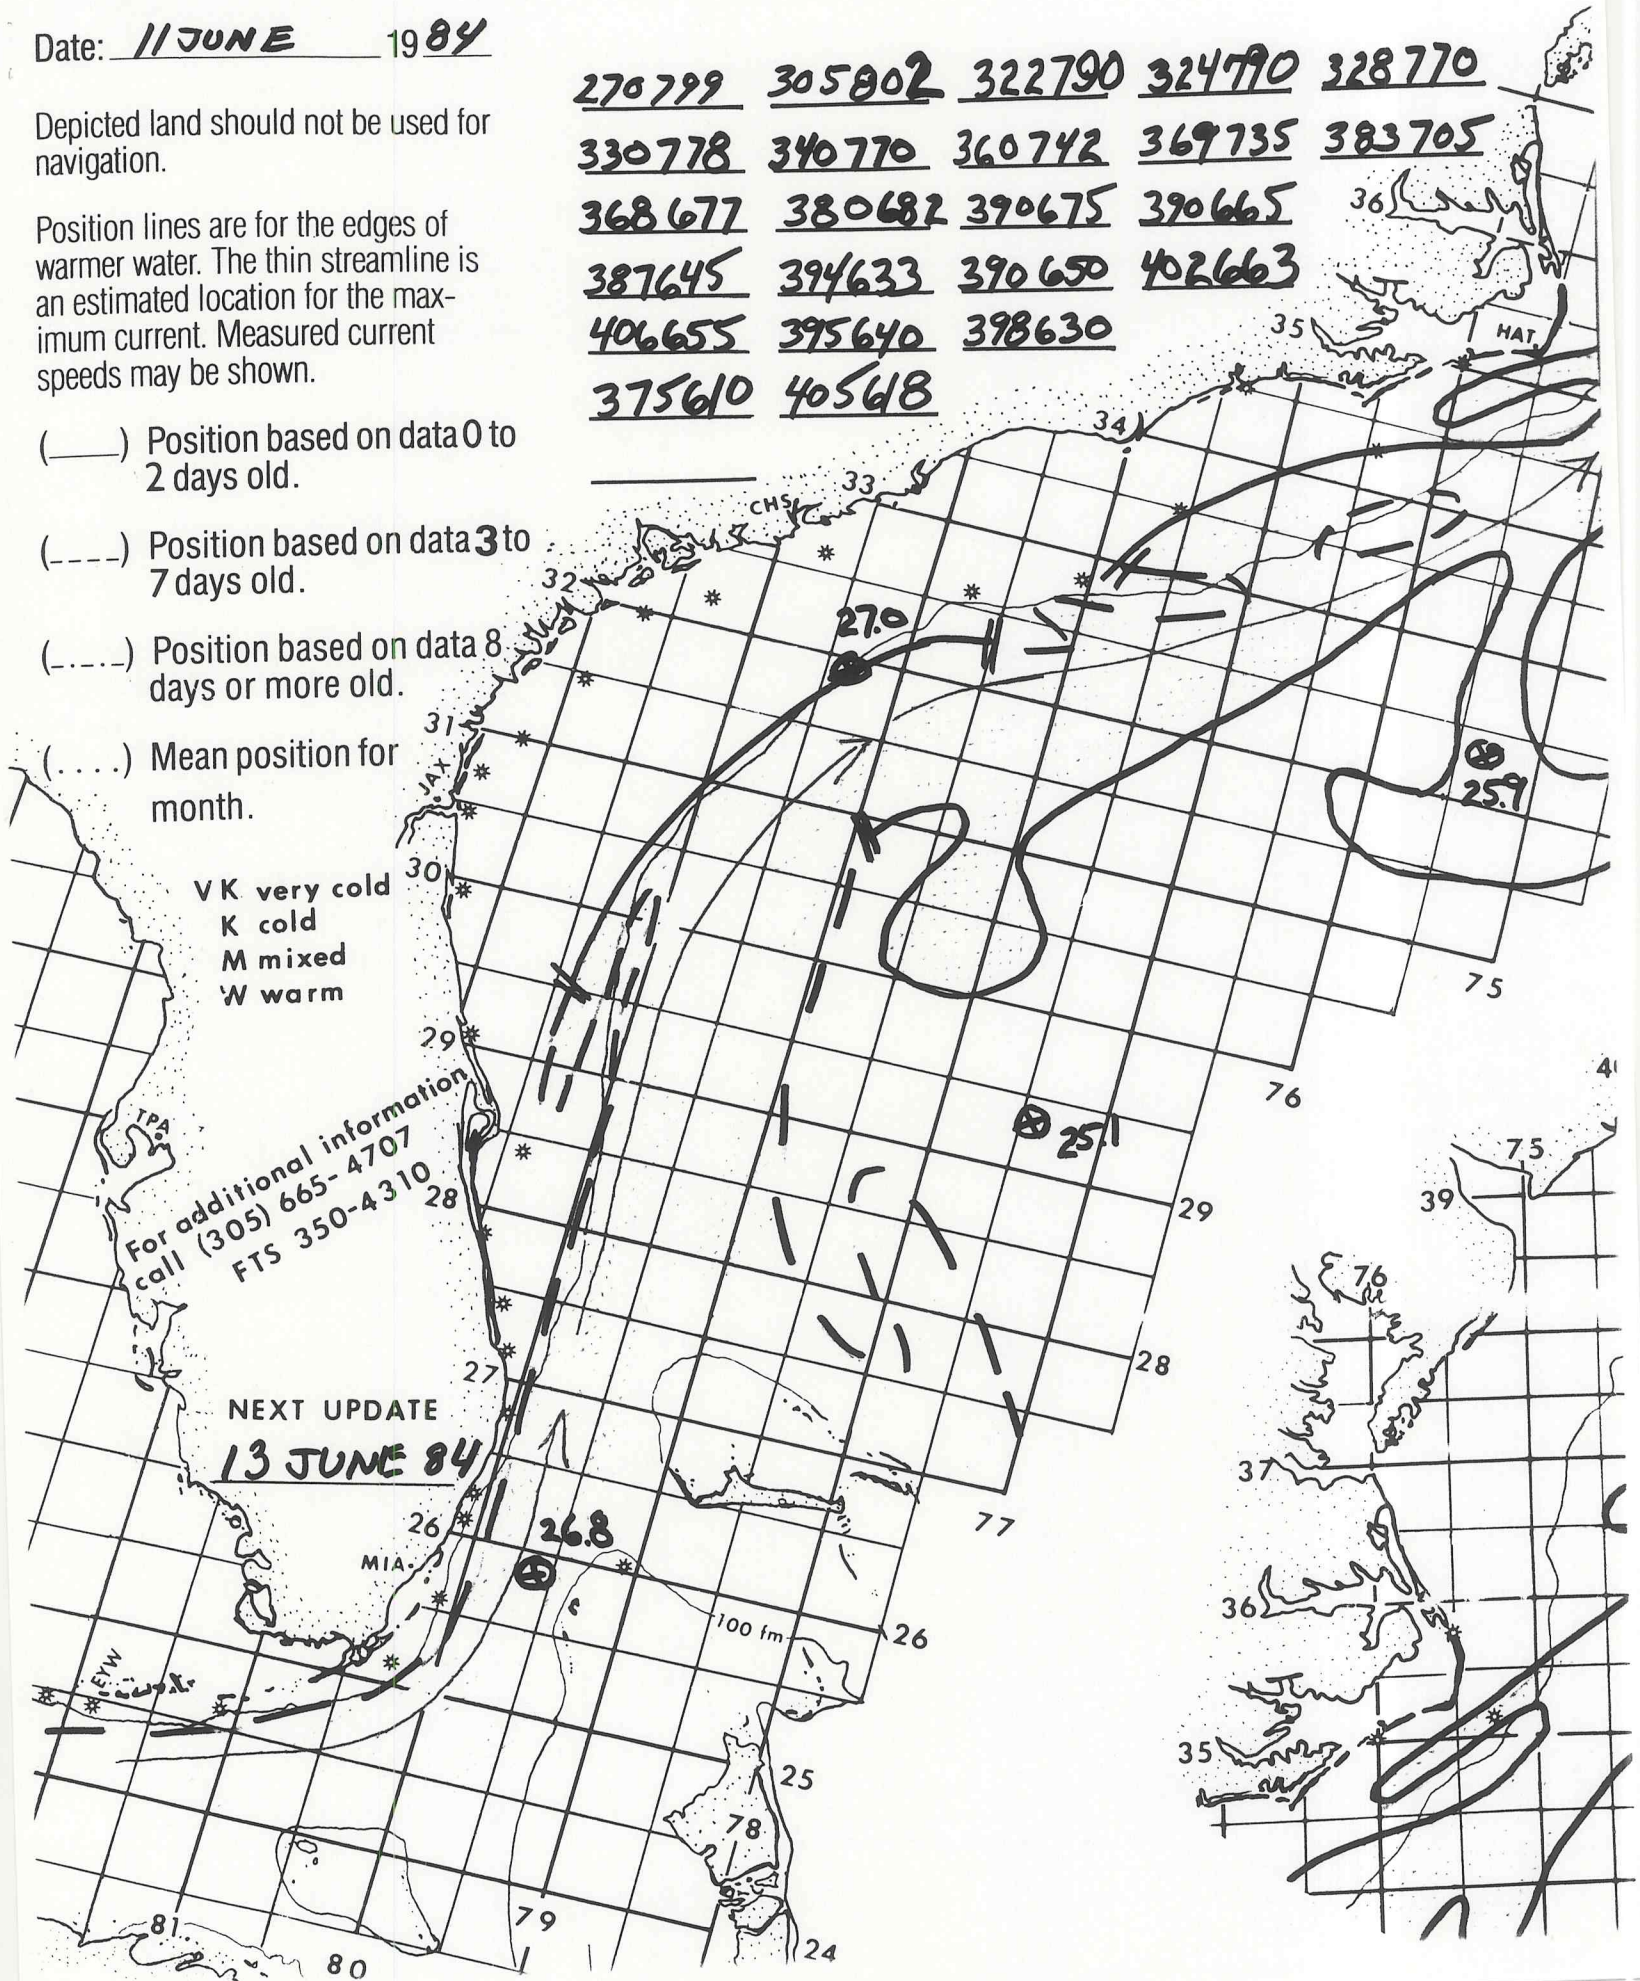 Date: 11 JUNE 1984
270799 305802 322790 324790 328770
Depicted land should not be used for
navigation.
330778 340770 360742 369735 383705
368677 380682 390675 390665
36
Position lines are for the edges of
warmer water. The thin streamline is
an estimated location for the max-
imum current. Measured current
speeds may be shown.
387645 394633 390650 402663
406655 395640 398630
35
HAT.
375610 405618
34
(____) Position based on data 0 to
2 days old.
33
CHS
(_ _ _ _) Position based on data 3 to
7 days old.
32
27.0
(_._._._) Position based on data 8
days or more old.
31
JAX
(. . . .) Mean position for
month.
25.9
30
VK very cold
K cold
M mixed
W warm
75
29
76
TPA
For additional information
call (305) 665-4707
FTS 350-4310
25.1
28
29
75
39
76
27
28
NEXT UPDATE
13 JUNE 84
37
77
26
26.8
MIA.
36
100 fm
26
EYW
35
25
78
81
79
80
24